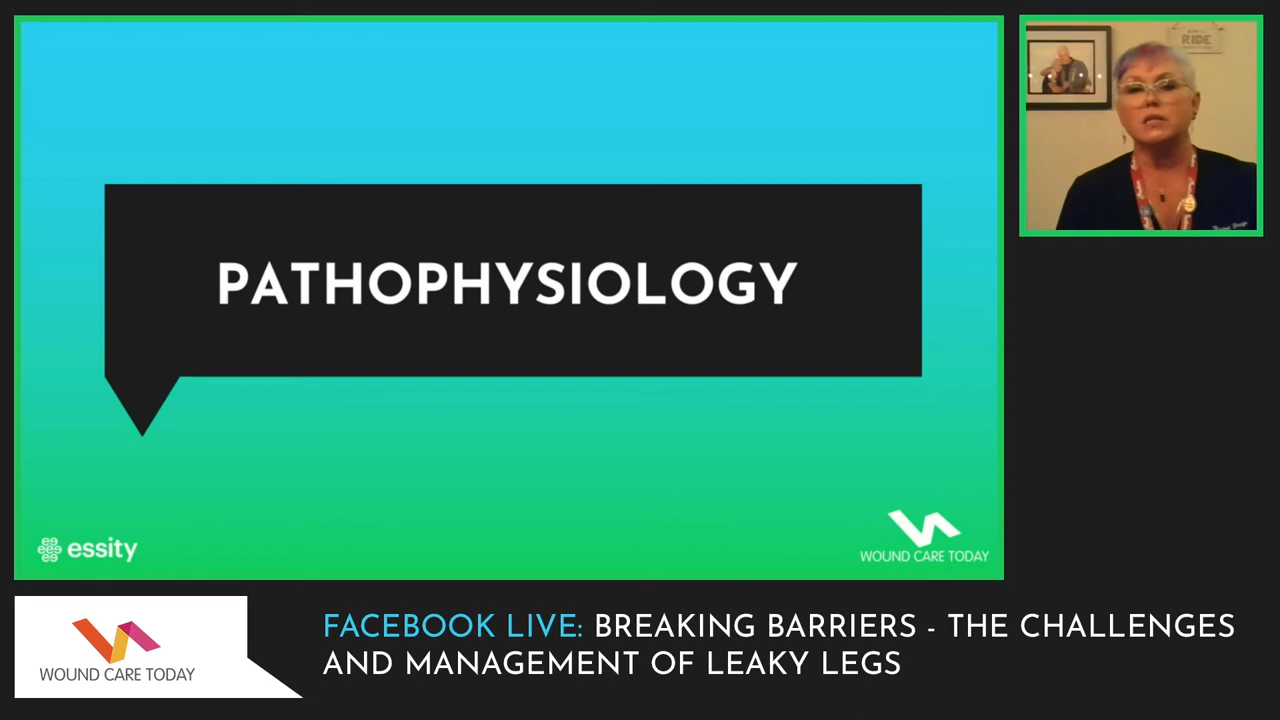 PATHOPHYSIOLOGY
essity
WOUND CARE TODAY
RIDE
WOUND CARE TODAY
FACEBOOK LIVE: BREAKING BARRIERS - THE CHALLENGES
AND MANAGEMENT OF LEAKY LEGS